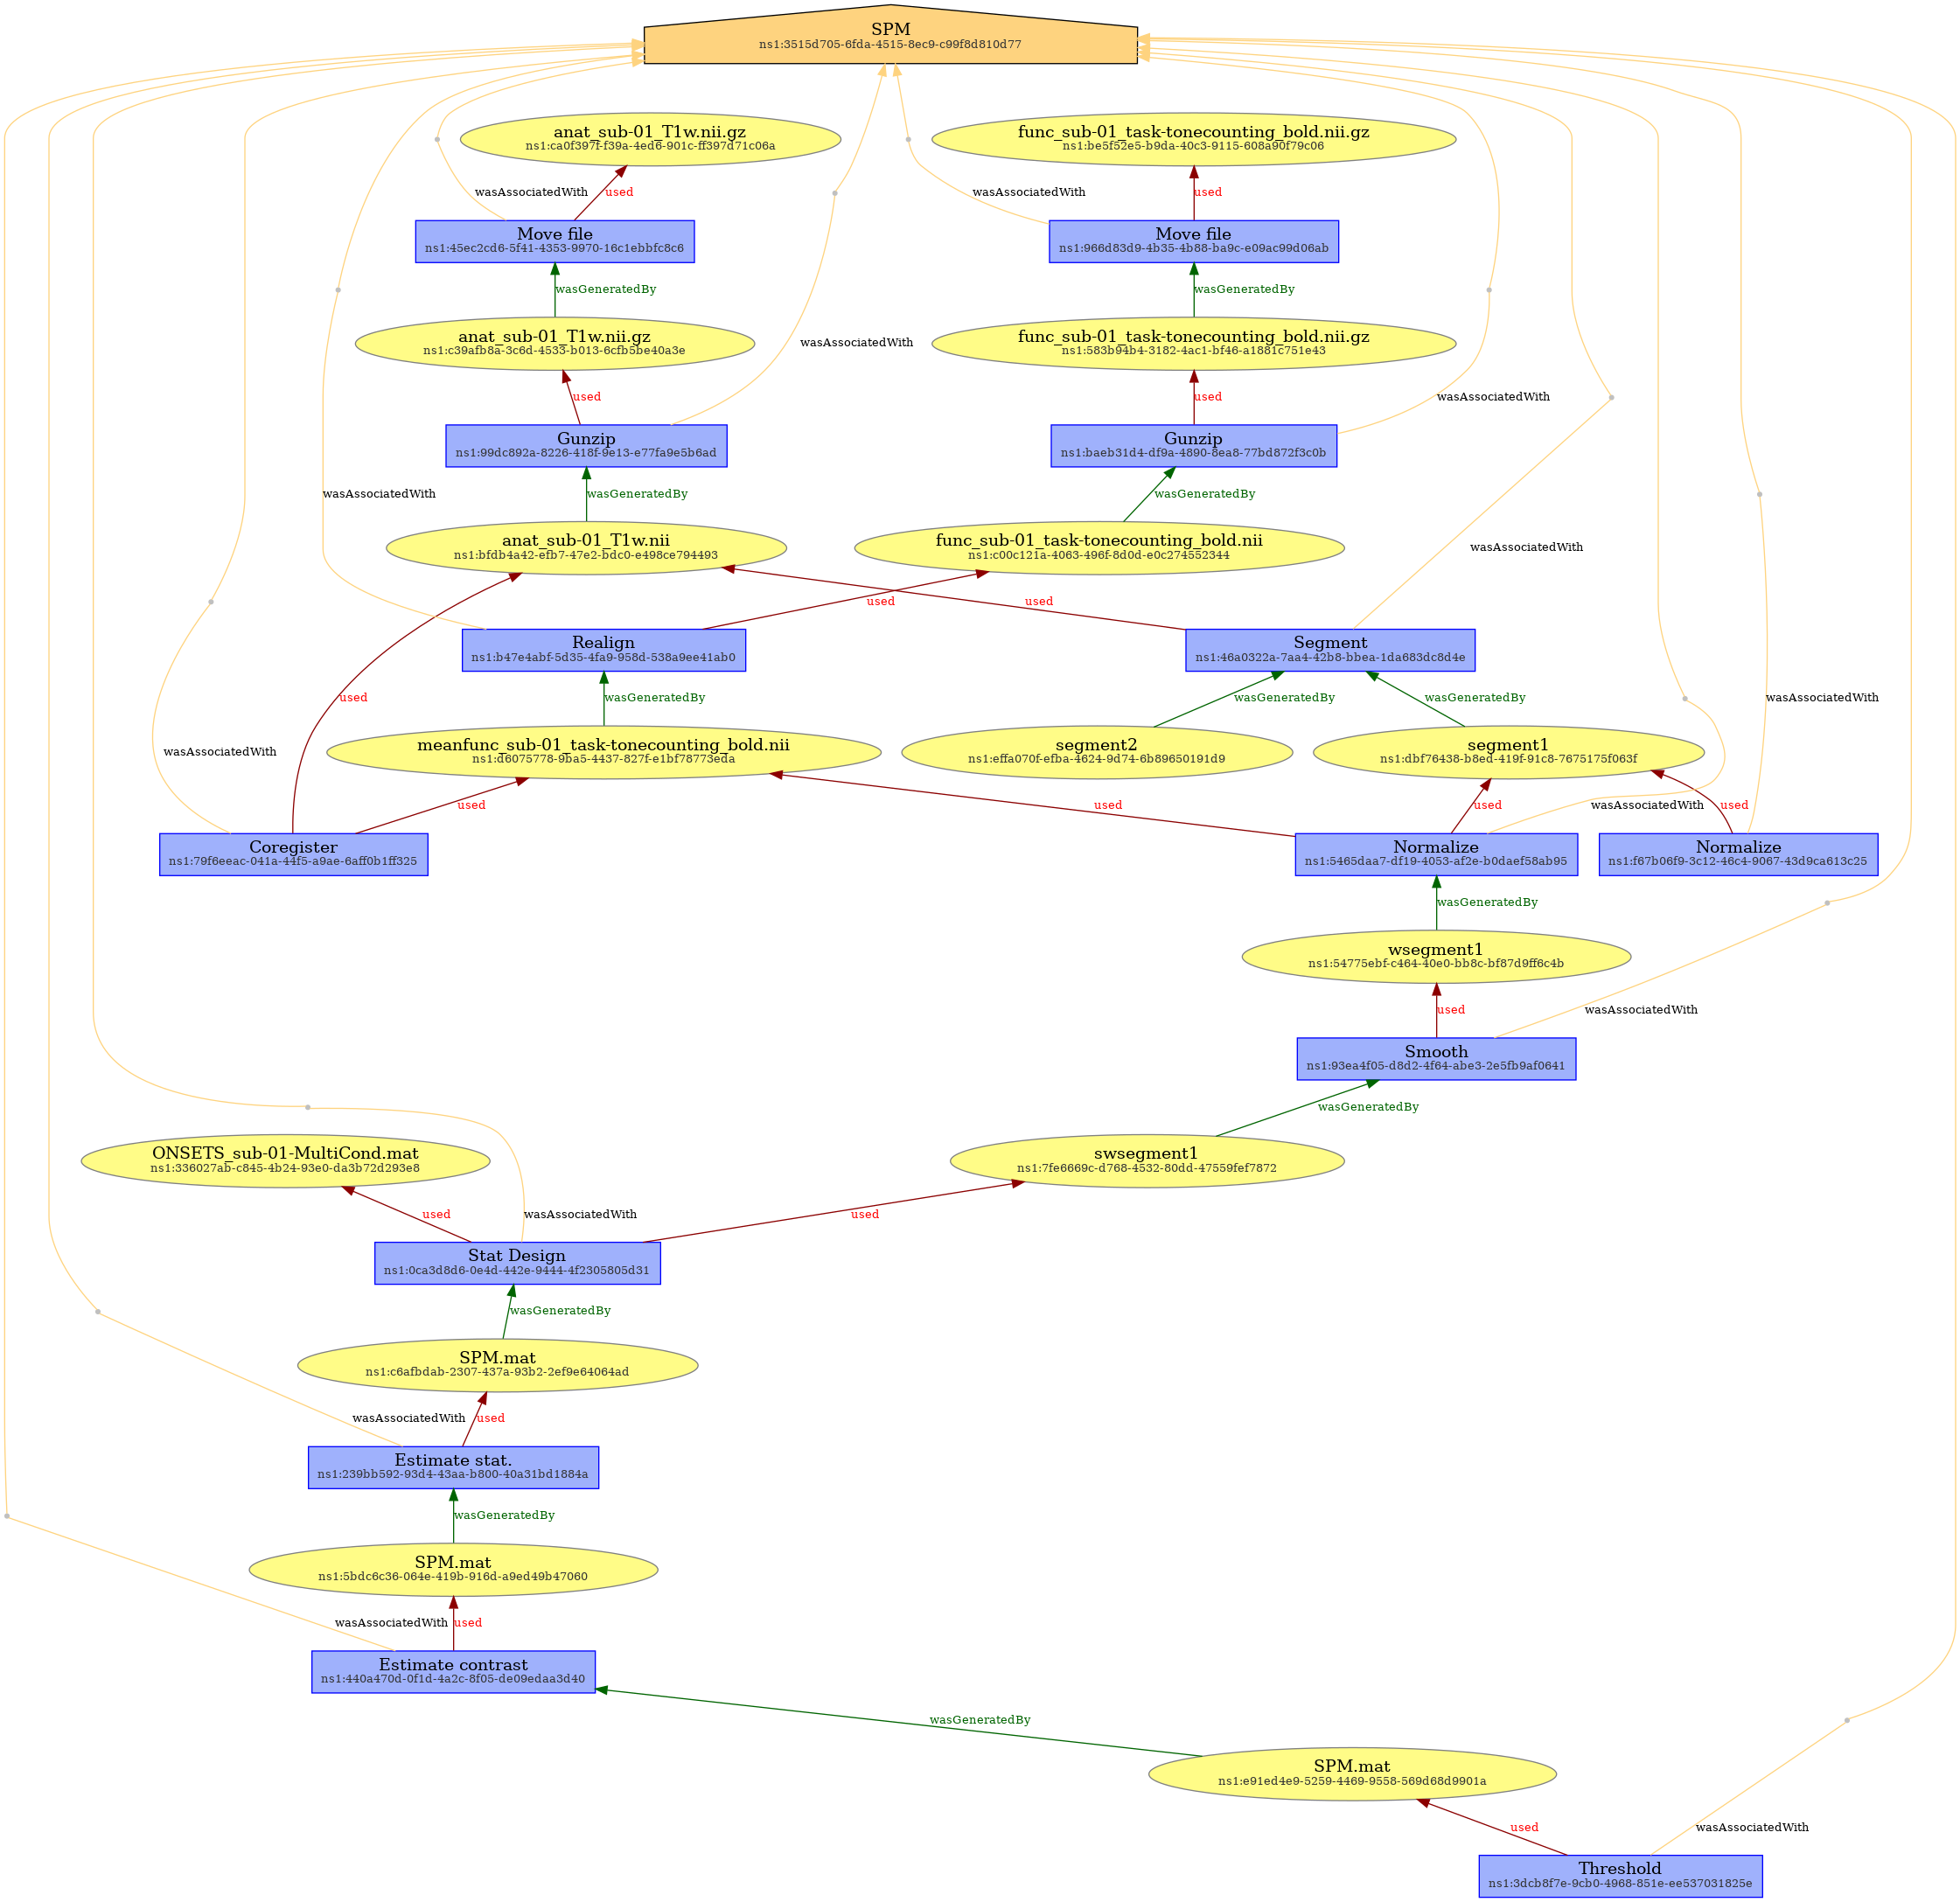 SPM
ns1:3515d705-6fda-4515-8ec9-c99f8d810d77
anat_sub-01_T1w.nii.gz
ns1:ca0f397f-f39a-4ed6-901c-ff397d71c06a
func_sub-01_task-tonecounting_bold.nii.gz
ns1:be5f52e5-b9da-40c3-9115-608a90f79c06
wasAssociatedWith
used
wasAssociatedWith
used
Move file
ns1:45ec2cd6-5f41-4353-9970-16c1ebbfc8c6
Move file
ns1:966d83d9-4b35-4b88-ba9c-e09ac99d06ab
wasGeneratedBy
wasGeneratedBy
anat_sub-01_T1w.nii.gz
ns1:c39afb8a-3c6d-4533-b013-6cfb5be40a3e
wasAssociatedWith
func_sub-01_task-tonecounting_bold.nii.gz
ns1:583b94b4-3182-4ac1-bf46-a1881c751e43
used
used
wasAssociatedWith
Gunzip
ns1:99dc892a-8226-418f-9e13-e77fa9e5b6ad
Gunzip
ns1:baeb31d4-df9a-4890-8ea8-77bd872f3c0b
wasAssociatedWith
wasGeneratedBy
wasGeneratedBy
anat_sub-01_T1w.nii
ns1:bfdb4a42-efb7-47e2-bdc0-e498ce794493
func_sub-01_task-tonecounting_bold.nii
ns1:c00c121a-4063-496f-8d0d-e0c274552344
wasAssociatedWith
used
used
Realign
ns1:b47e4abf-5d35-4fa9-958d-538a9ee41ab0
Segment
ns1:46a0322a-7aa4-42b8-bbea-1da683dc8d4e
used
wasGeneratedBy
wasGeneratedBy
wasGeneratedBy
wasAssociatedWith
wasAssociatedWith
meanfunc_sub-01_task-tonecounting_bold.nii
ns1:d6075778-9ba5-4437-827f-e1bf78773eda
segment2
ns1:effa070f-efba-4624-9d74-6b89650191d9
segment1
ns1:dbf76438-b8ed-419f-91c8-7675175f063f
used
used
used
wasAssociatedWith
used
Coregister
ns1:79f6eeac-041a-44f5-a9ae-6aff0b1ff325
Normalize
ns1:5465daa7-df19-4053-af2e-b0daef58ab95
Normalize
ns1:f67b06f9-3c12-46c4-9067-43d9ca613c25
wasGeneratedBy
wsegment1
ns1:54775ebf-c464-40e0-bb8c-bf87d9ff6c4b
used
wasAssociatedWith
Smooth
ns1:93ea4f05-d8d2-4f64-abe3-2e5fb9af0641
wasGeneratedBy
ONSETS_sub-01-MultiCond.mat
ns1:336027ab-c845-4b24-93e0-da3b72d293e8
swsegment1
ns1:7fe6669c-d768-4532-80dd-47559fef7872
used
wasAssociatedWith
used
Stat Design
ns1:0ca3d8d6-0e4d-442e-9444-4f2305805d31
wasGeneratedBy
SPM.mat
ns1:c6afbdab-2307-437a-93b2-2ef9e64064ad
wasAssociatedWith
used
Estimate stat.
ns1:239bb592-93d4-43aa-b800-40a31bd1884a
wasGeneratedBy
SPM.mat
ns1:5bdc6c36-064e-419b-916d-a9ed49b47060
wasAssociatedWith
used
Estimate contrast
ns1:440a470d-0f1d-4a2c-8f05-de09edaa3d40
wasGeneratedBy
SPM.mat
ns1:e91ed4e9-5259-4469-9558-569d68d9901a
used
wasAssociatedWith
Threshold
ns1:3dcb8f7e-9cb0-4968-851e-ee537031825e